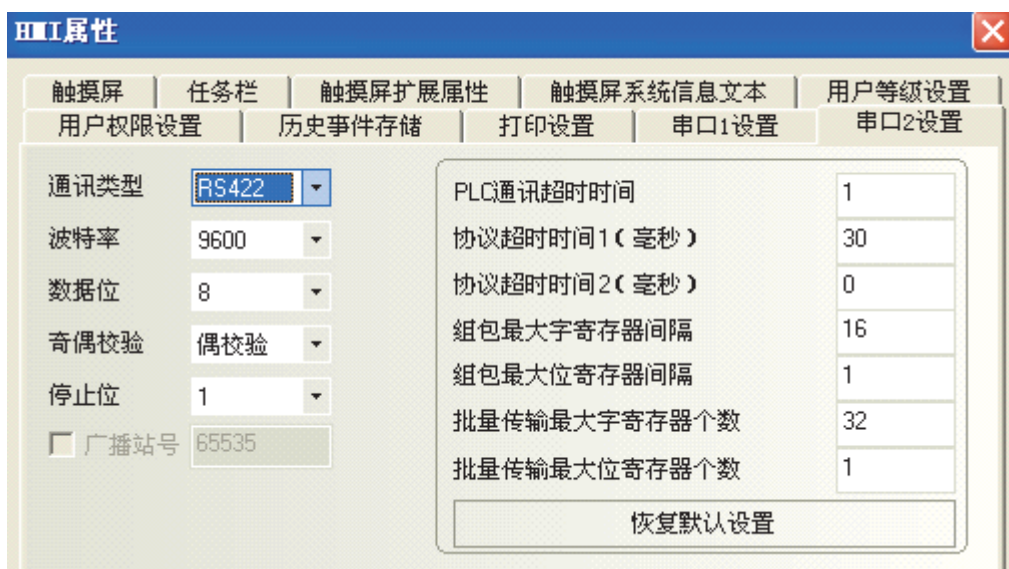 HMI属性
触摸屏 任务栏 触摸屏扩展属性 触摸屏系统信息文本 用户等级设置
用户权限设置 历史事件存储 打印设置 串口1设置 串口2设置
通讯类型 RS422
波特率 9600
数据位 8
奇偶校验 偶校验
停止位 1
广播站号 65535
PLC通讯超时时间 1
协议超时时间1(毫秒) 30
协议超时时间2(毫秒) 0
组包最大字寄存器间隔 16
组包最大位寄存器间隔 1
批量传输最大字寄存器个数 32
批量传输最大位寄存器个数 1
恢复默认设置